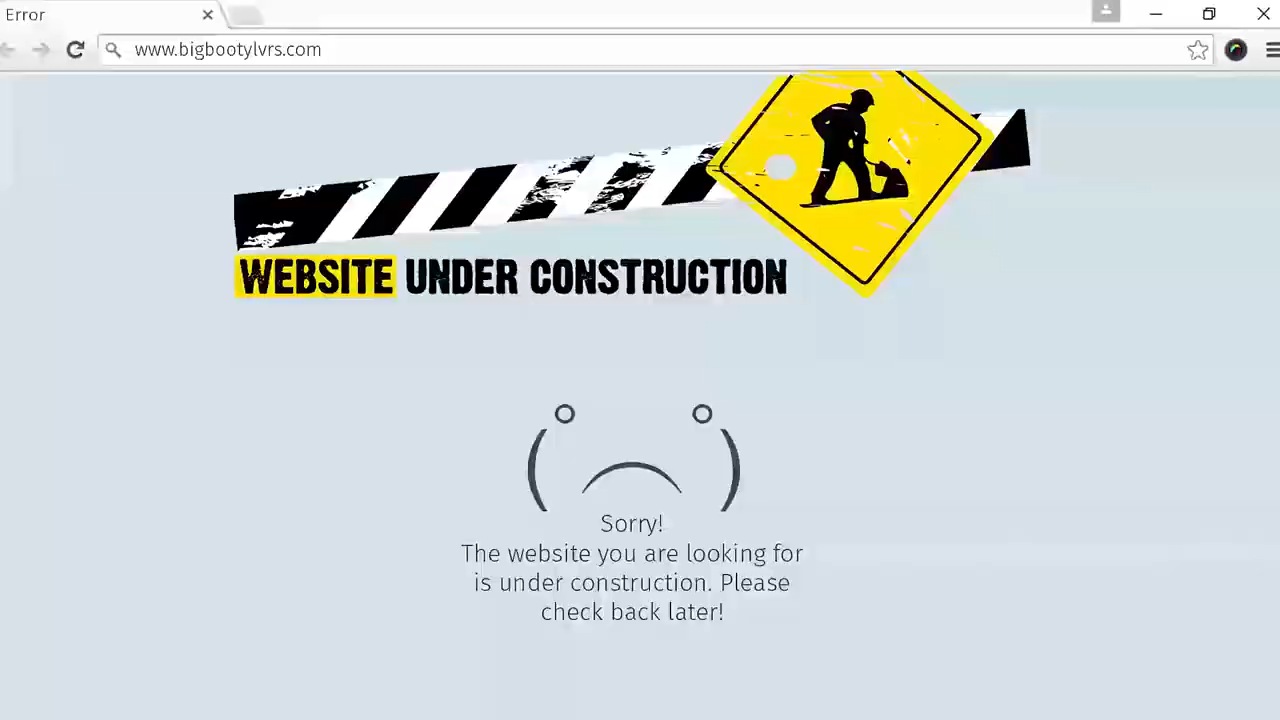 Error
www.bigbootylvrs.com
WEBSITE UNDER CONSTRUCTION
Sorry!
The website you are looking for
is under construction. Please
check back later!